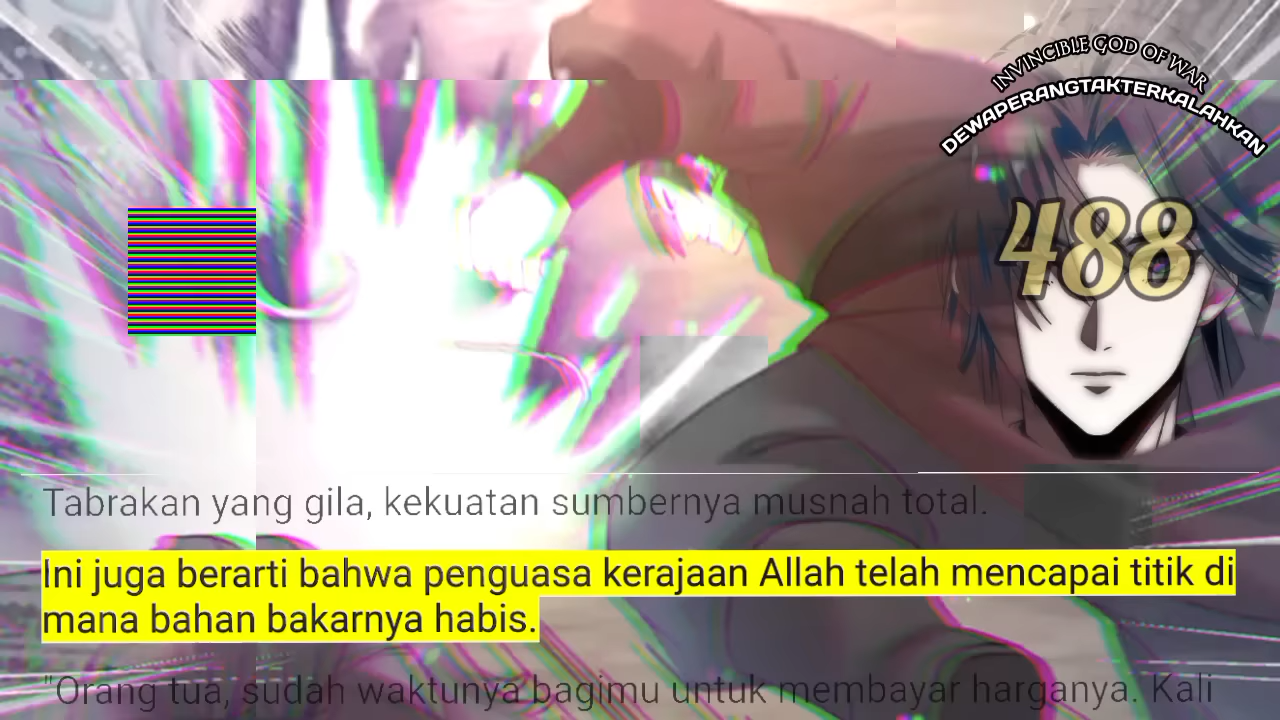 INVINCIBLE GOD OF WAR
DEWAPERANGTAKTERKALAHKAN
488
Tabrakan yang gila, kekuatan sumbernya musnah total.
Ini juga berarti bahwa penguasa kerajaan Allah telah mencapai titik di
mana bahan bakarnya habis.
"Orang tua, sudah waktunya bagimu untuk membayar harganya. Kali